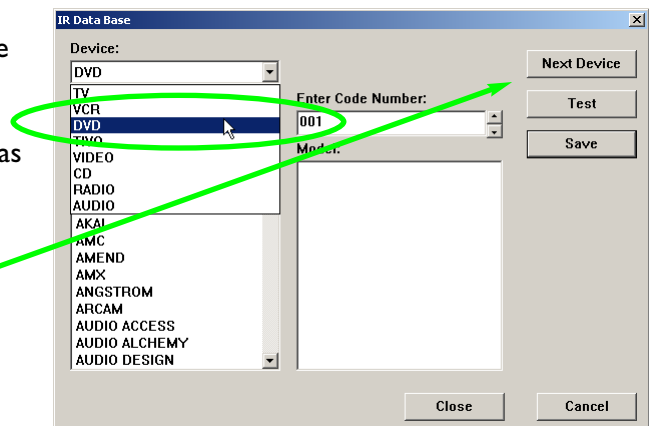 IR Data Base
e
as
Device:
DVD
TV
VCR
DVD
TIVO
VIDEO
CD
RADIO
AUDIO
AKAI
AMC
AMEND
AMX
ANGSTROM
ARCAM
AUDIO ACCESS
AUDIO ALCHEMY
AUDIO DESIGN
Enter Code Number:
001
Model:
Next Device
Test
Save
Close
Cancel